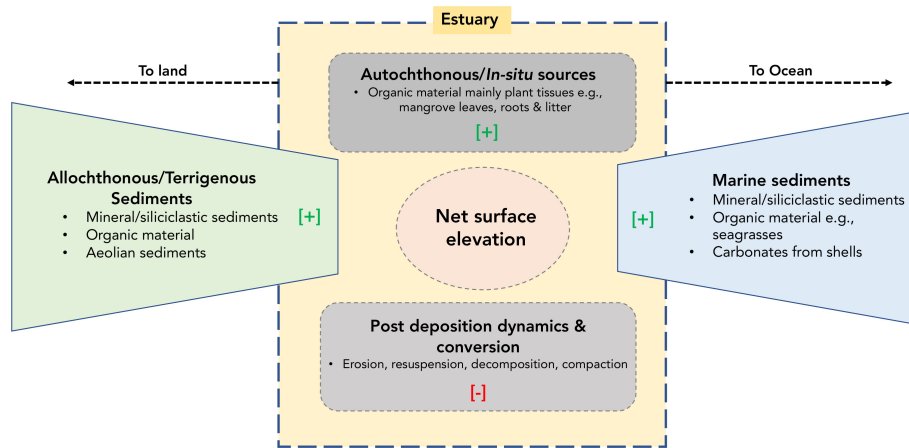 Estuary
To land
To Ocean
Autochthonous/In-situ sources
• Organic material mainly plant tissues e.g.,
mangrove leaves, roots & litter
[+]
Allochthonous/Terrigenous
Sediments
• Mineral/siliciclastic sediments
• Organic material
• Aeolian sediments
[+]
Net surface
elevation
[+]
Marine sediments
• Mineral/siliciclastic sediments
• Organic material e.g.,
seagrasses
• Carbonates from shells
Post deposition dynamics &
conversion
• Erosion, resuspension, decomposition, compaction
[-]